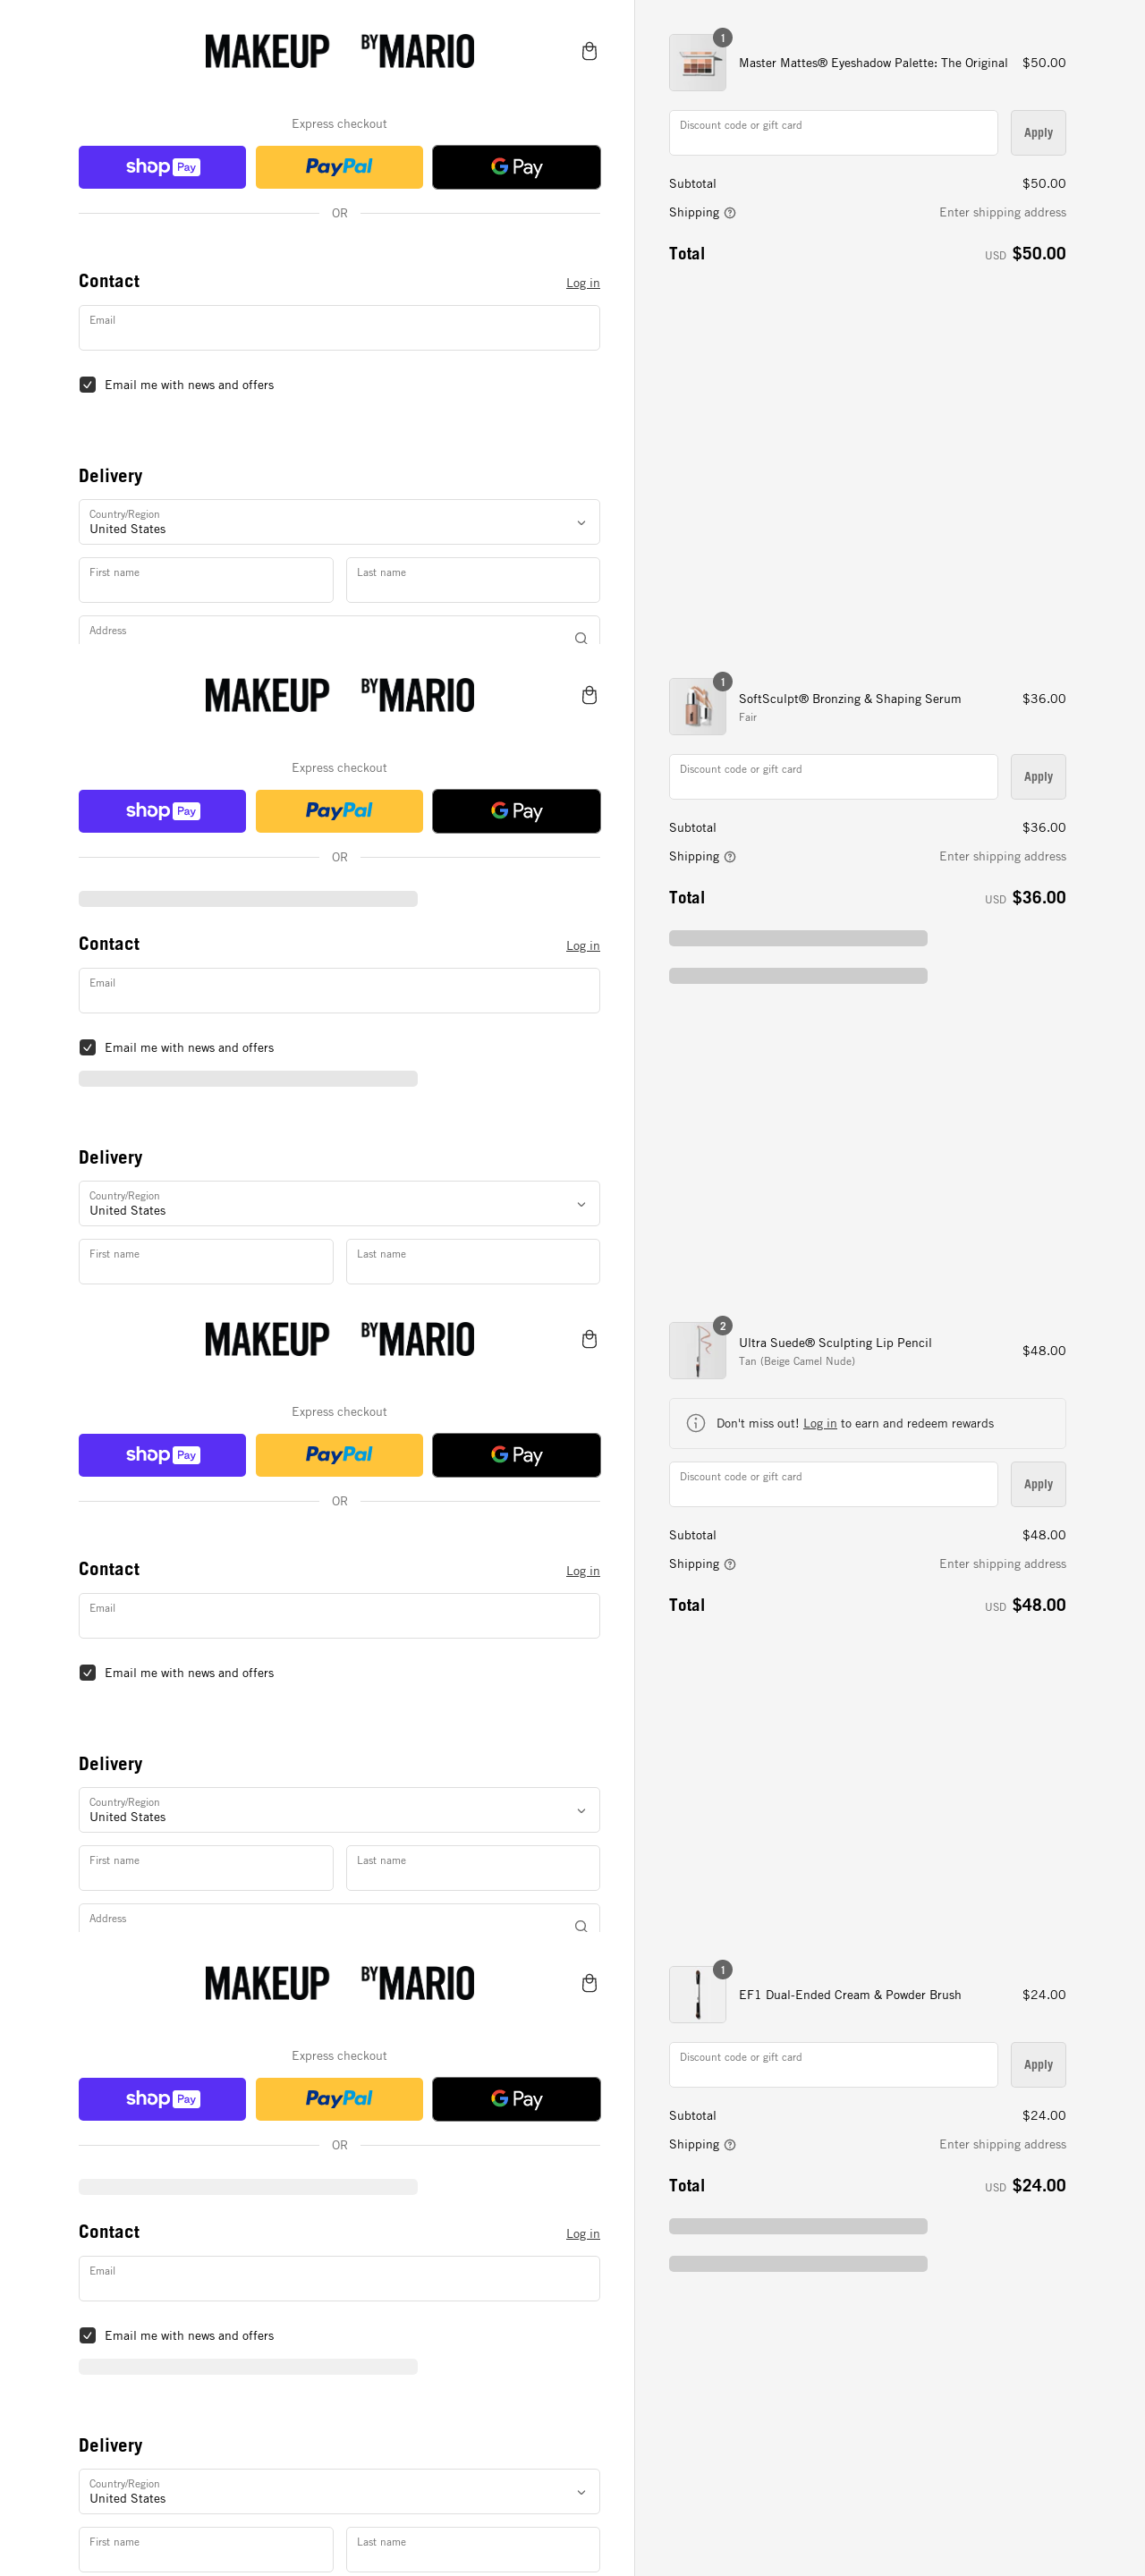 MAKEUP BY MARIO
Express checkout
shop Pay
PayPal
G Pay
OR
Contact
Log in
Email
Email me with news and offers
Delivery
Country/Region
United States
First name
Last name
Address
1
Master Mattes® Eyeshadow Palette: The Original
$50.00
Discount code or gift card
Apply
Subtotal
$50.00
Shipping
Enter shipping address
Total
USD $50.00
MAKEUP BY MARIO
Express checkout
shop Pay
PayPal
G Pay
OR
Contact
Log in
Email
Email me with news and offers
Delivery
Country/Region
United States
First name
Last name
1
SoftSculpt® Bronzing & Shaping Serum
Fair
$36.00
Discount code or gift card
Apply
Subtotal
$36.00
Shipping
Enter shipping address
Total
USD $36.00
MAKEUP BY MARIO
Express checkout
shop Pay
PayPal
G Pay
OR
Contact
Log in
Email
Email me with news and offers
Delivery
Country/Region
United States
First name
Last name
Address
2
Ultra Suede® Sculpting Lip Pencil
Tan (Beige Camel Nude)
$48.00
Don't miss out! Log in to earn and redeem rewards
Discount code or gift card
Apply
Subtotal
$48.00
Shipping
Enter shipping address
Total
USD $48.00
MAKEUP BY MARIO
Express checkout
shop Pay
PayPal
G Pay
OR
Contact
Log in
Email
Email me with news and offers
Delivery
Country/Region
United States
First name
Last name
1
EF1 Dual-Ended Cream & Powder Brush
$24.00
Discount code or gift card
Apply
Subtotal
$24.00
Shipping
Enter shipping address
Total
USD $24.00